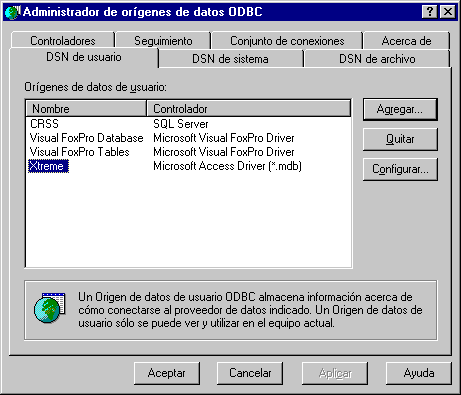 Administrador de orígenes de datos ODBC
Controladores Seguimiento Conjunto de conexiones Acerca de
DSN de usuario DSN de sistema DSN de archivo
Orígenes de datos de usuario:
Nombre Controlador
CRSS SQL Server
Visual FoxPro Database Microsoft Visual FoxPro Driver
Visual FoxPro Tables Microsoft Visual FoxPro Driver
Xtreme Microsoft Access Driver (*.mdb)
Agregar...
Quitar
Configurar...
Un Origen de datos de usuario ODBC almacena información acerca de
cómo conectarse al proveedor de datos indicado. Un Origen de datos de
usuario sólo se puede ver y utilizar en el equipo actual.
Aceptar Cancelar Aplicar Ayuda